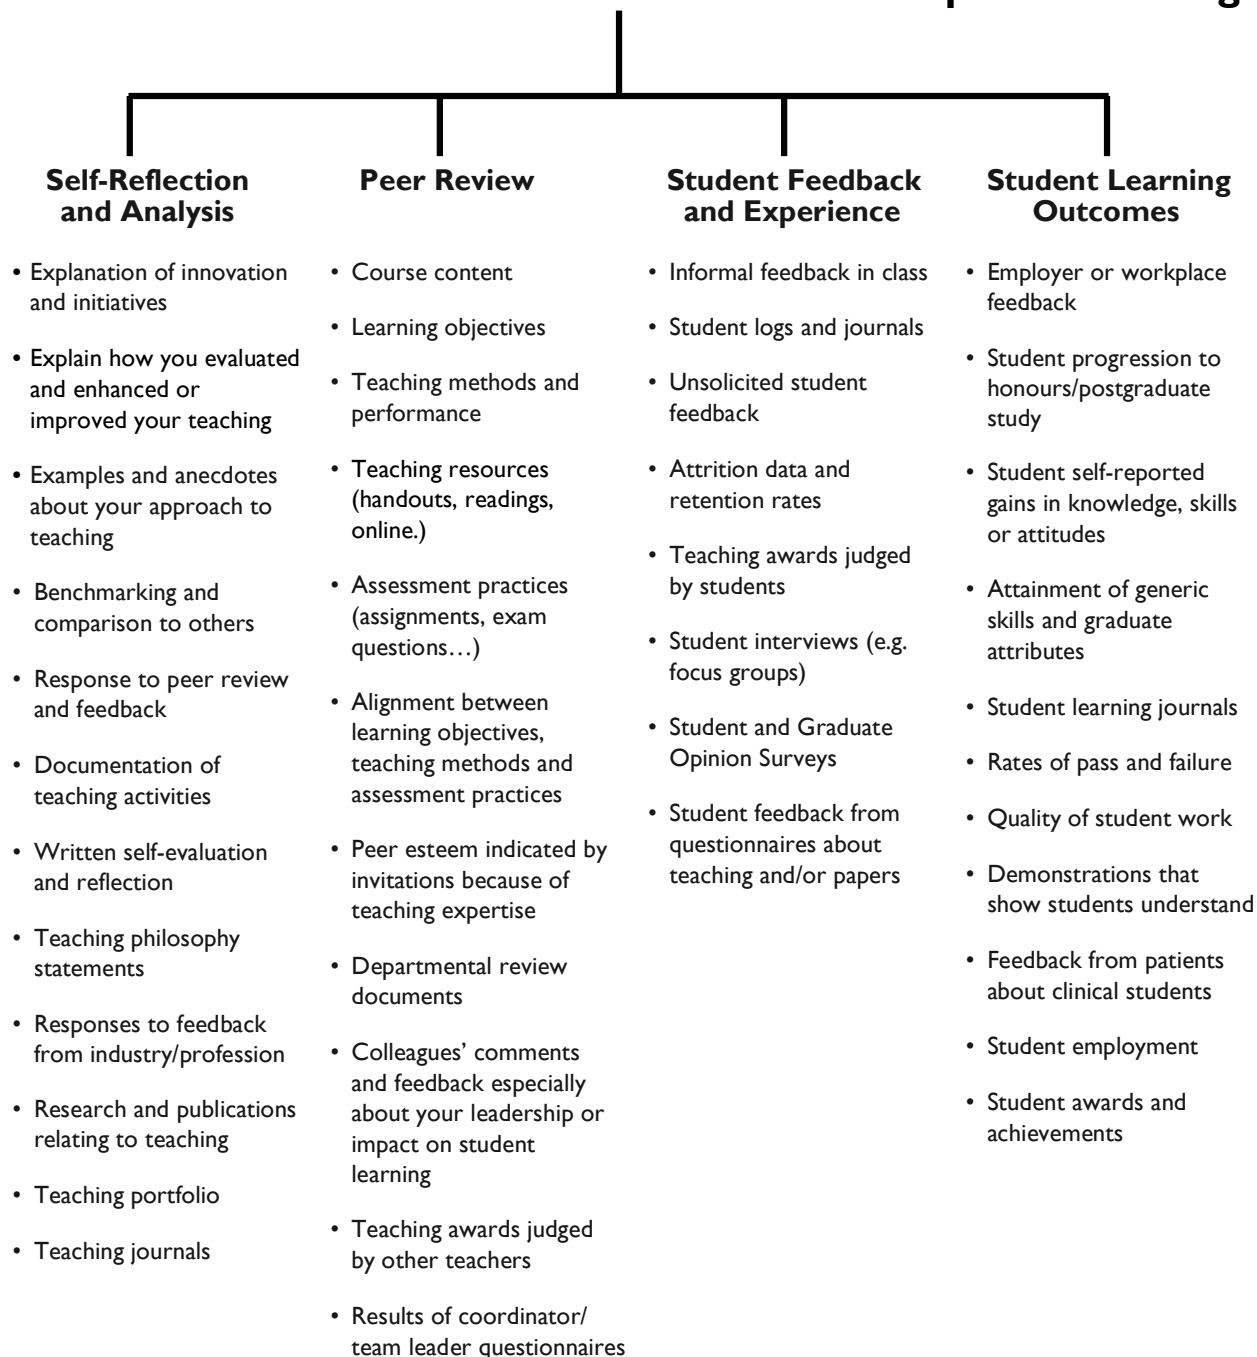 Self-Reflection
and Analysis
• Explanation of innovation
and initiatives
• Explain how you evaluated
and enhanced or
improved your teaching
• Examples and anecdotes
about your approach to
teaching
• Benchmarking and
comparison to others
• Response to peer review
and feedback
• Documentation of
teaching activities
• Written self-evaluation
and reflection
• Teaching philosophy
statements
• Responses to feedback
from industry/profession
• Research and publications
relating to teaching
• Teaching portfolio
• Teaching journals
Peer Review
• Course content
• Learning objectives
• Teaching methods and
performance
• Teaching resources
(handouts, readings,
online.)
• Assessment practices
(assignments, exam
questions…)
• Alignment between
learning objectives,
teaching methods and
assessment practices
• Peer esteem indicated by
invitations because of
teaching expertise
• Departmental review
documents
• Colleagues’ comments
and feedback especially
about your leadership or
impact on student
learning
• Teaching awards judged
by other teachers
• Results of coordinator/
team leader questionnaires
Student Feedback
and Experience
• Informal feedback in class
• Student logs and journals
• Unsolicited student
feedback
• Attrition data and
retention rates
• Teaching awards judged
by students
• Student interviews (e.g.
focus groups)
• Student and Graduate
Opinion Surveys
• Student feedback from
questionnaires about
teaching and/or papers
Student Learning
Outcomes
• Employer or workplace
feedback
• Student progression to
honours/postgraduate
study
• Student self-reported
gains in knowledge, skills
or attitudes
• Attainment of generic
skills and graduate
attributes
• Student learning journals
• Rates of pass and failure
• Quality of student work
• Demonstrations that
show students understand
• Feedback from patients
about clinical students
• Student employment
• Student awards and
achievements